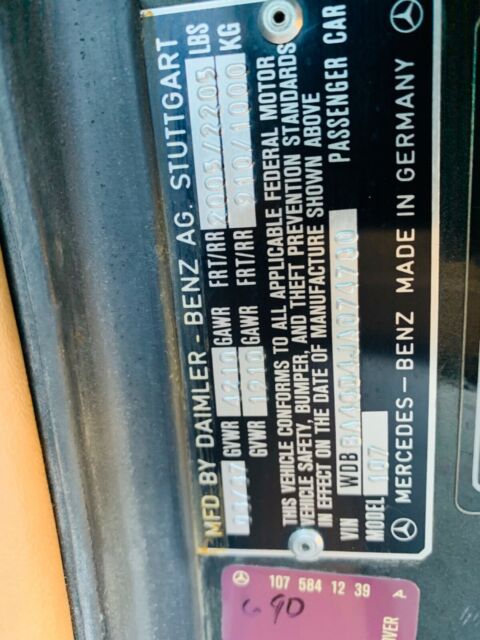 MFD BY DAIMLER - BENZ AG. STUTTGART
GVWR 4210 GAWR FRT/RR 2003/2205 LBS
GVWR 1910 GAWR FRT/RR 910/1000 KG
THIS VEHICLE CONFORMS TO ALL APPLICABLE FEDERAL MOTOR
VEHICLE SAFETY, BUMPER, AND THEFT PREVENTION STANDARDS
IN EFFECT ON THE DATE OF MANUFACTURE SHOWN ABOVE
VIN WDB PASSENGER CAR
MODEL 107
MERCEDES-BENZ MADE IN GERMANY
107 584 12 39 A
G 90